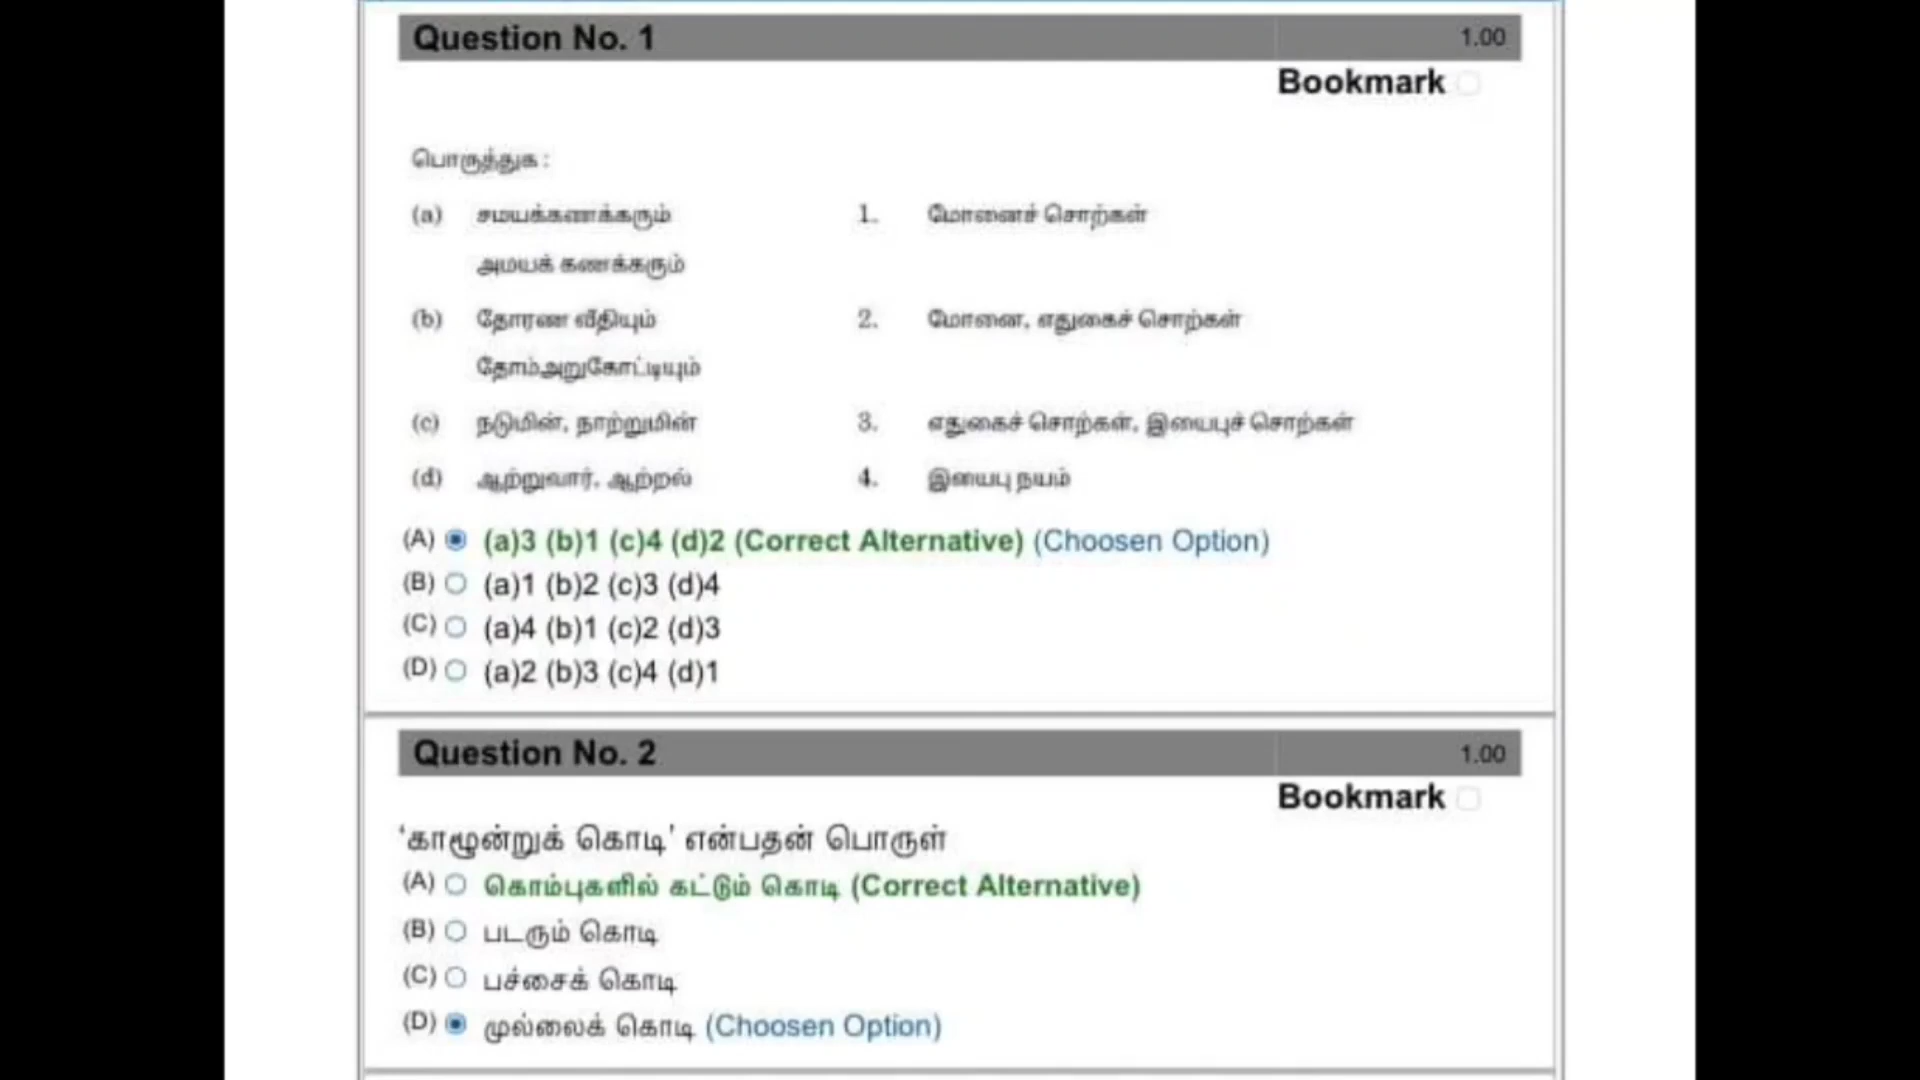 Question No. 1 1.00
Bookmark
பொருத்துக :
(a) சமயக்கணக்கரும் 1. மோனைச் சொற்கள்
அமயக் கணக்கரும்
(b) தோரண வீதியும் 2. மோனை, எதுகைச் சொற்கள்
தோம்அறுகோட்டியும்
(c) நடுமின், நாற்றுமின் 3. எதுகைச் சொற்கள், இயைபுச் சொற்கள்
(d) ஆற்றுவார், ஆற்றல் 4. இயைபு நயம்
(A) (a)3 (b)1 (c)4 (d)2 (Correct Alternative) (Choosen Option)
(B) (a)1 (b)2 (c)3 (d)4
(C) (a)4 (b)1 (c)2 (d)3
(D) (a)2 (b)3 (c)4 (d)1
Question No. 2 1.00
Bookmark
‘காழூன்றுக் கொடி’ என்பதன் பொருள்
(A) கொம்புகளில் கட்டும் கொடி (Correct Alternative)
(B) படரும் கொடி
(C) பச்சைக் கொடி
(D) முல்லைக் கொடி (Choosen Option)